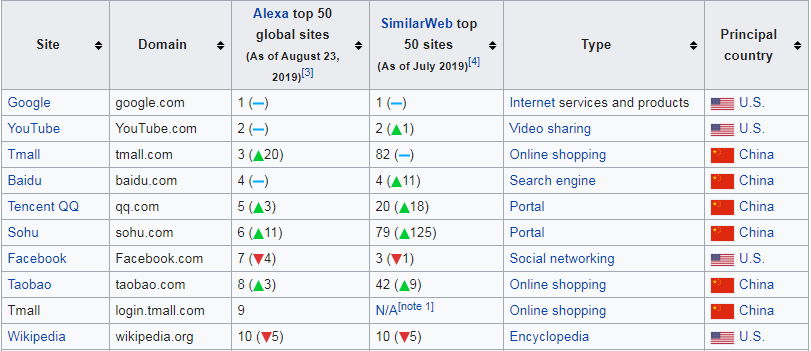 Site Domain Alexa top 50 global sites (As of August 23, 2019)[3] SimilarWeb top 50 sites (As of July 2019)[4] Type Principal country
Google google.com 1 (—) 1 (—) Internet services and products U.S.
YouTube YouTube.com 2 (—) 2 (▲1) Video sharing U.S.
Tmall tmall.com 3 (▲20) 82 (—) Online shopping China
Baidu baidu.com 4 (—) 4 (▲11) Search engine China
Tencent QQ qq.com 5 (▲3) 20 (▲18) Portal China
Sohu sohu.com 6 (▲11) 79 (▲125) Portal China
Facebook Facebook.com 7 (▼4) 3 (▼1) Social networking U.S.
Taobao taobao.com 8 (▲3) 42 (▲9) Online shopping China
Tmall login.tmall.com 9 N/A[note 1] Online shopping China
Wikipedia wikipedia.org 10 (▼5) 10 (▼5) Encyclopedia U.S.